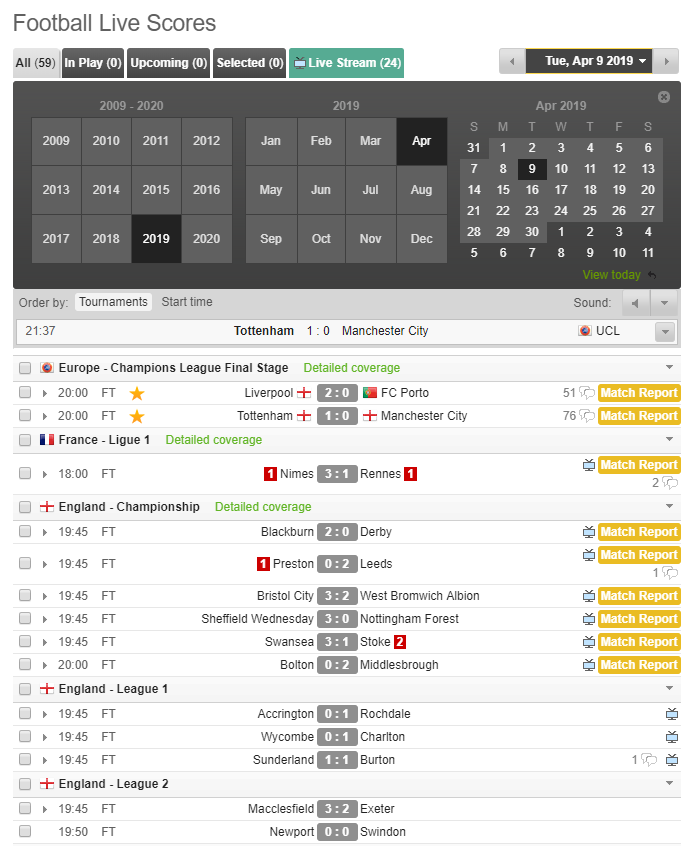 Football Live Scores
All (59) In Play (0) Upcoming (0) Selected (0) Live Stream (24) Tue, Apr 9 2019
2009 - 2020
2009 2010 2011 2012
2013 2014 2015 2016
2017 2018 2019 2020
2019
Jan Feb Mar Apr
May Jun Jul Aug
Sep Oct Nov Dec
Apr 2019
S M T W T F S
31 1 2 3 4 5 6
7 8 9 10 11 12 13
14 15 16 17 18 19 20
21 22 23 24 25 26 27
28 29 30 1 2 3 4
5 6 7 8 9 10 11
View today
Order by: Tournaments Start time Sound:
21:37 Tottenham 1 : 0 Manchester City UCL
Europe - Champions League Final Stage Detailed coverage
20:00 FT Liverpool 2 : 0 FC Porto 51 Match Report
20:00 FT Tottenham 1 : 0 Manchester City 76 Match Report
France - Ligue 1 Detailed coverage
18:00 FT 1 Nimes 3 : 1 Rennes 1 Match Report
2
England - Championship Detailed coverage
19:45 FT Blackburn 2 : 0 Derby Match Report
19:45 FT 1 Preston 0 : 2 Leeds Match Report
1
19:45 FT Bristol City 3 : 2 West Bromwich Albion Match Report
19:45 FT Sheffield Wednesday 3 : 0 Nottingham Forest Match Report
19:45 FT Swansea 3 : 1 Stoke 2 Match Report
20:00 FT Bolton 0 : 2 Middlesbrough Match Report
England - League 1
19:45 FT Accrington 0 : 1 Rochdale
19:45 FT Wycombe 0 : 1 Charlton
19:45 FT Sunderland 1 : 1 Burton 1
England - League 2
19:45 FT Macclesfield 3 : 2 Exeter
19:50 FT Newport 0 : 0 Swindon